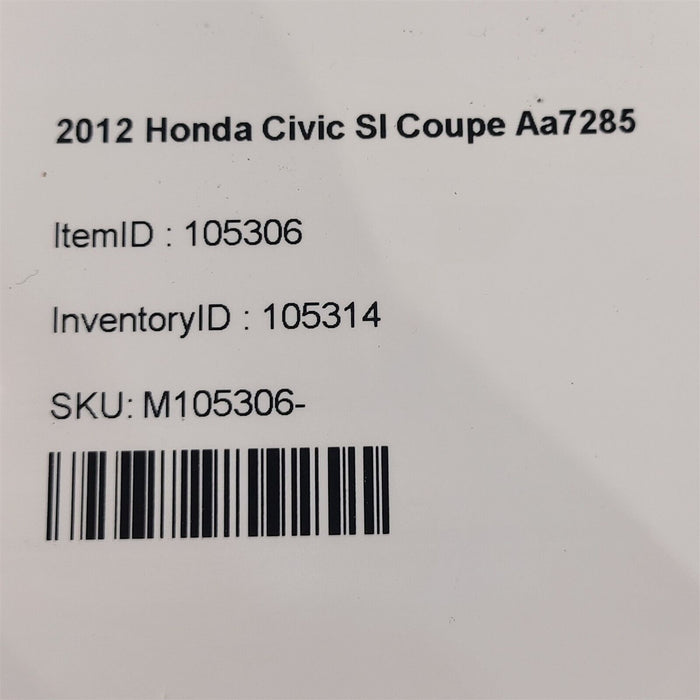 2012 Honda Civic SI Coupe Aa7285
ItemID : 105306
InventoryID : 105314
SKU: M105306-